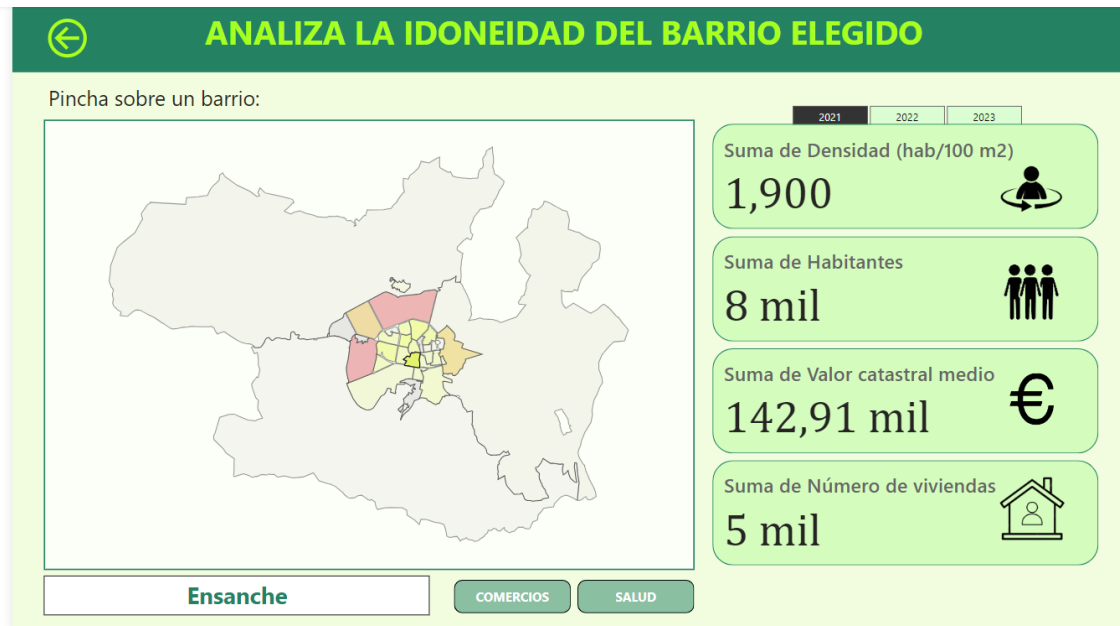 ANALIZA LA IDONEIDAD DEL BARRIO ELEGIDO
Pincha sobre un barrio:
2021 2022 2023
Suma de Densidad (hab/100 m2)
1,900
Suma de Habitantes
8 mil
Suma de Valor catastral medio
142,91 mil
€
Suma de Número de viviendas
5 mil
Ensanche
COMERCIOS
SALUD